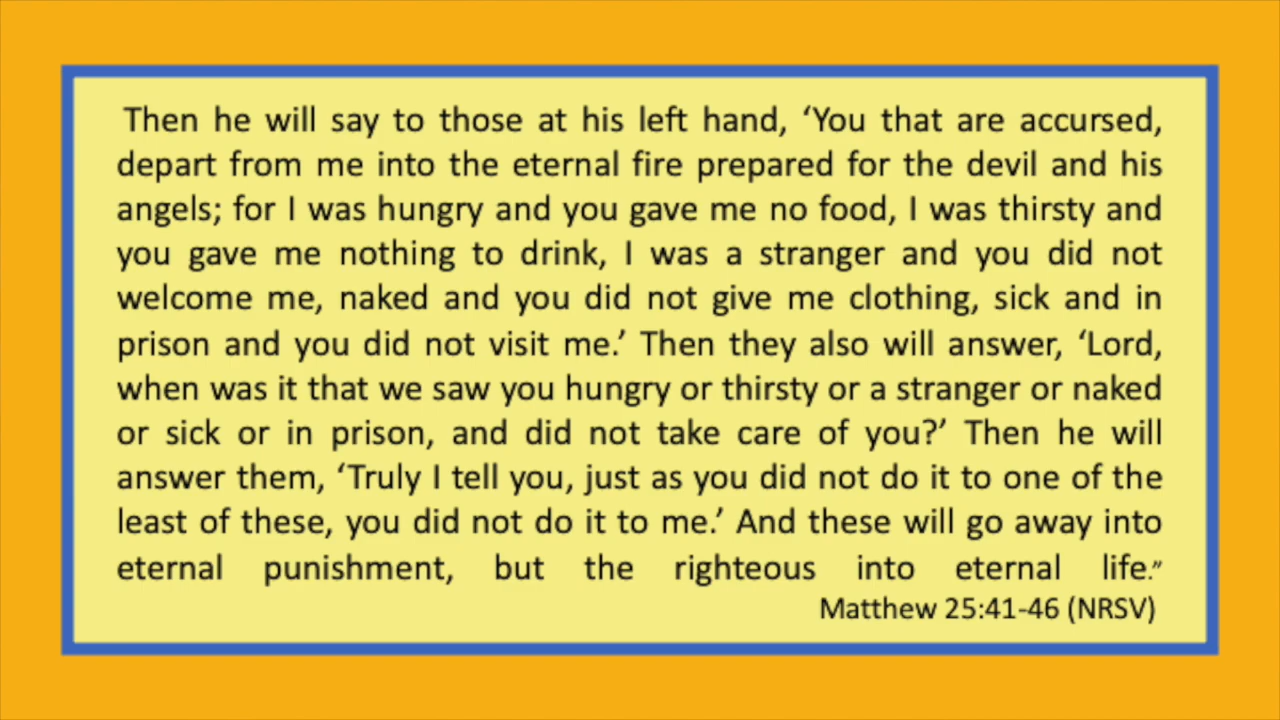 Then he will say to those at his left hand, ‘You that are accursed,
depart from me into the eternal fire prepared for the devil and his
angels; for I was hungry and you gave me no food, I was thirsty and
you gave me nothing to drink, I was a stranger and you did not
welcome me, naked and you did not give me clothing, sick and in
prison and you did not visit me.’ Then they also will answer, ‘Lord,
when was it that we saw you hungry or thirsty or a stranger or naked
or sick or in prison, and did not take care of you?’ Then he will
answer them, ‘Truly I tell you, just as you did not do it to one of the
least of these, you did not do it to me.’ And these will go away into
eternal punishment, but the righteous into eternal life.”
Matthew 25:41-46 (NRSV)